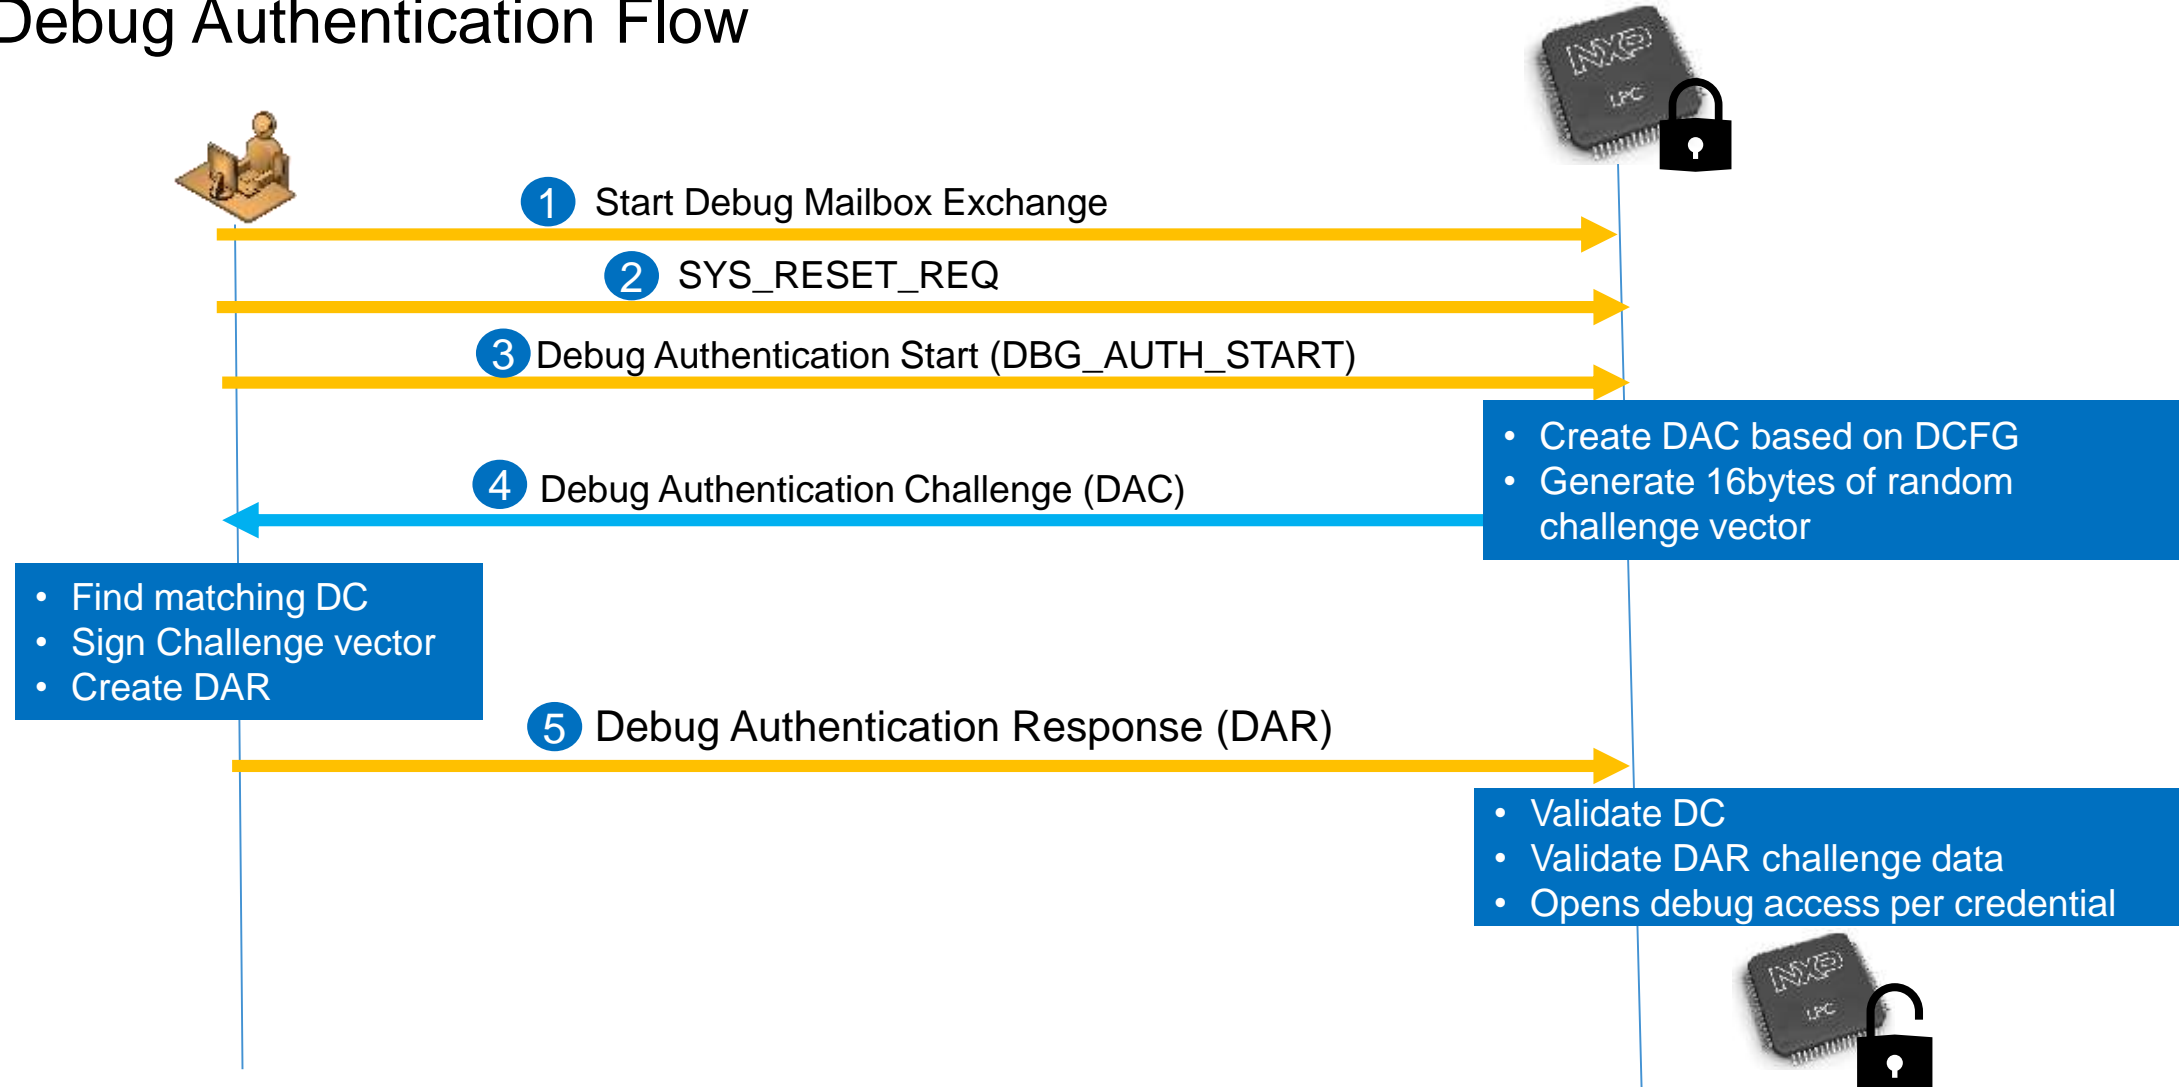 Debug Authentication Flow
NXP
LPC
1 Start Debug Mailbox Exchange
2 SYS_RESET_REQ
3 Debug Authentication Start (DBG_AUTH_START)
• Create DAC based on DCFG
• Generate 16bytes of random
challenge vector
4 Debug Authentication Challenge (DAC)
• Find matching DC
• Sign Challenge vector
• Create DAR
5 Debug Authentication Response (DAR)
• Validate DC
• Validate DAR challenge data
• Opens debug access per credential
NXP
LPC